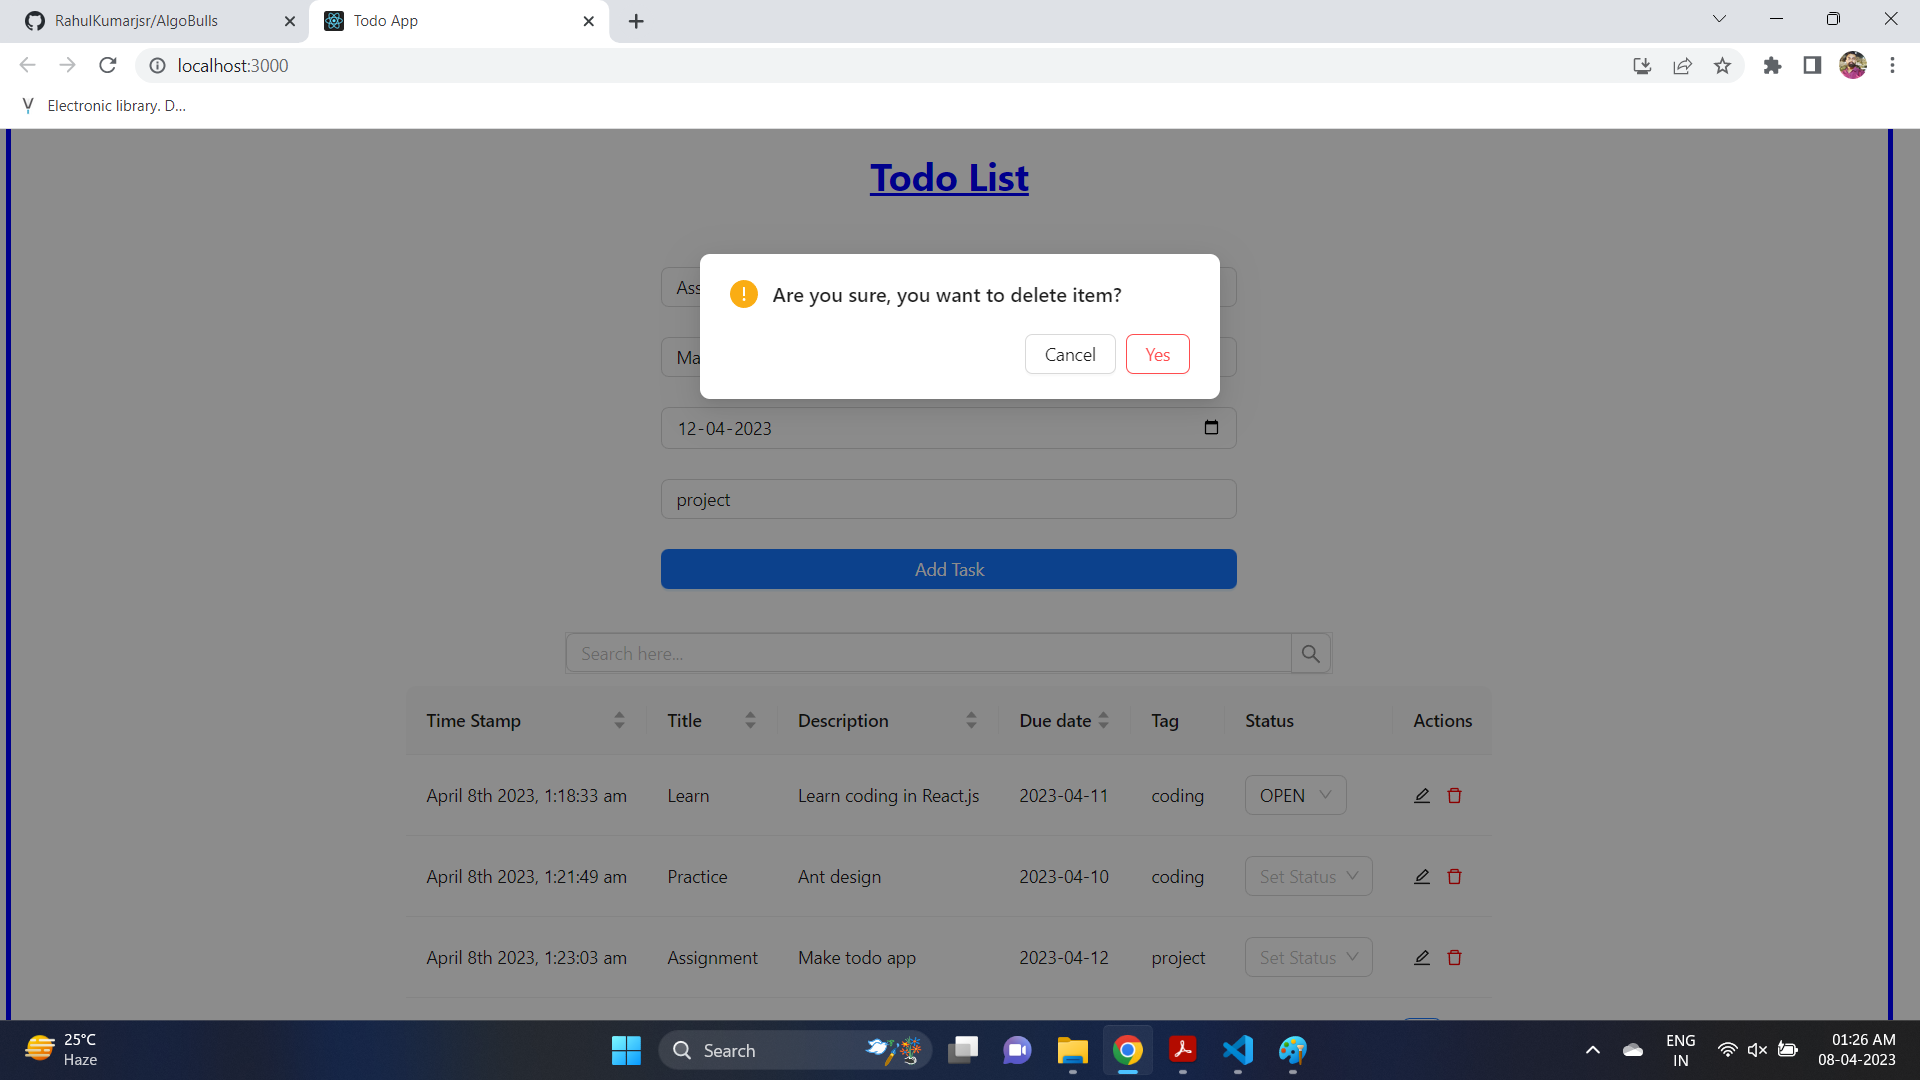 RahulKumarjsr/AlgoBulls
Todo App
localhost:3000
Electronic library. D...
Todo List
Ass
Are you sure, you want to delete item?
Cancel Yes
Ma
12-04-2023
project
Add Task
Search here...
Time Stamp Title Description Due date Tag Status Actions
April 8th 2023, 1:18:33 am Learn Learn coding in React.js 2023-04-11 coding OPEN
April 8th 2023, 1:21:49 am Practice Ant design 2023-04-10 coding Set Status
April 8th 2023, 1:23:03 am Assignment Make todo app 2023-04-12 project Set Status
25°C
Haze
Search
ENG
IN
01:26 AM
08-04-2023